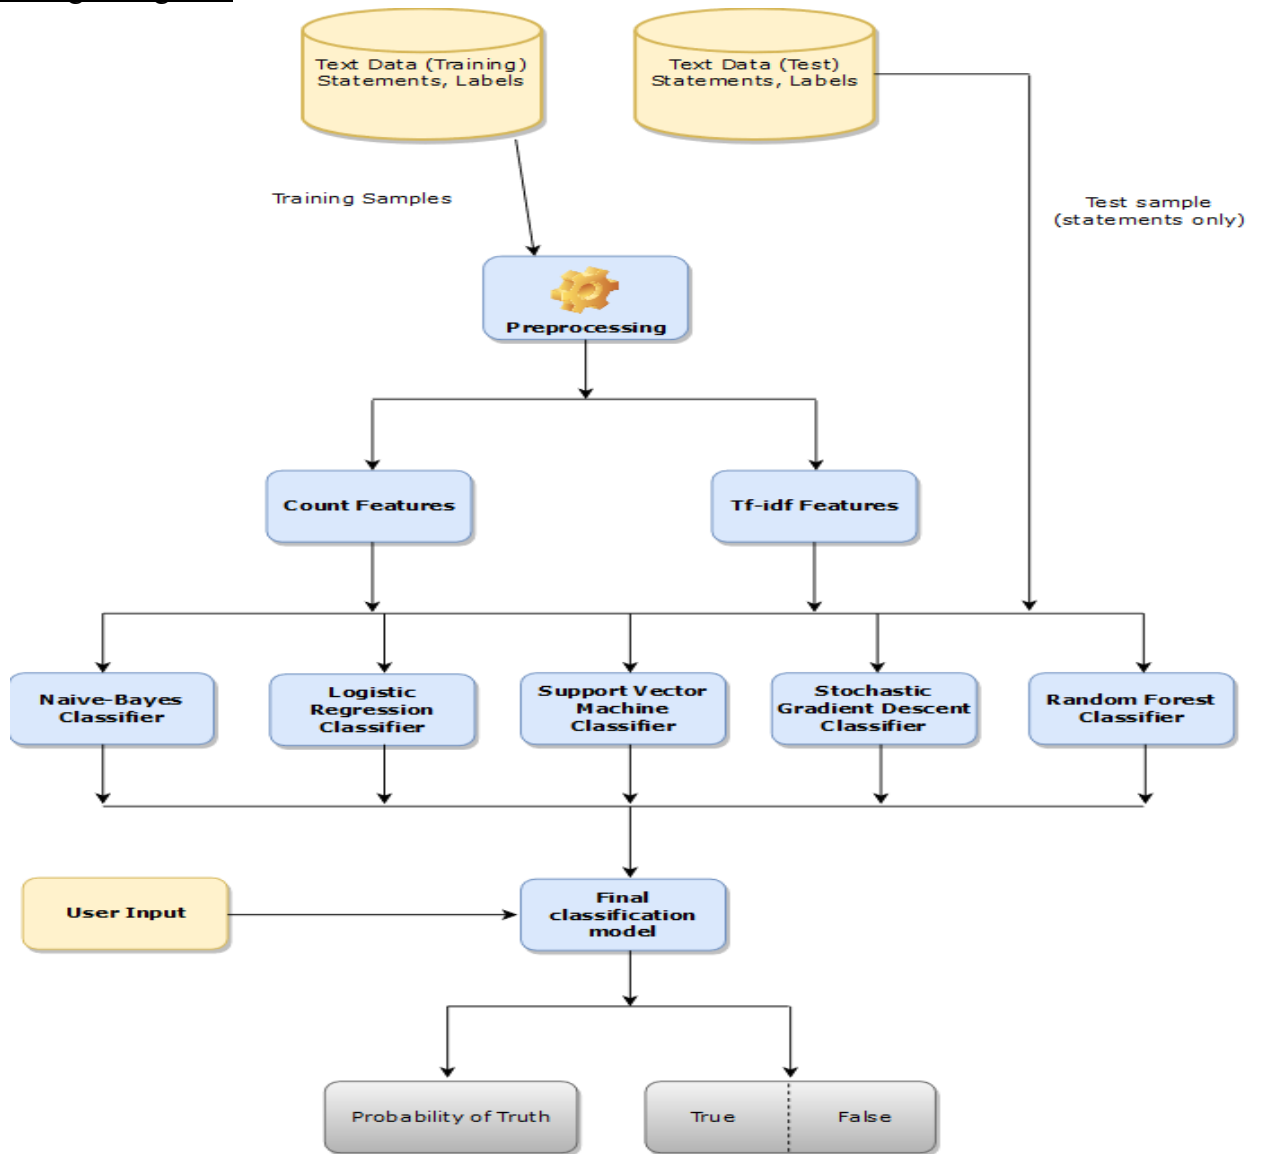 Text Data (Training)
Statements, Labels
Text Data (Test)
Statements, Labels
Training Samples
Test sample
(statements only)
Preprocessing
Count Features
Tf-idf Features
Naive-Bayes
Classifier
Logistic
Regression
Classifier
Support Vector
Machine
Classifier
Stochastic
Gradient Descent
Classifier
Random Forest
Classifier
User Input
Final
classification
model
Probability of Truth
True
False